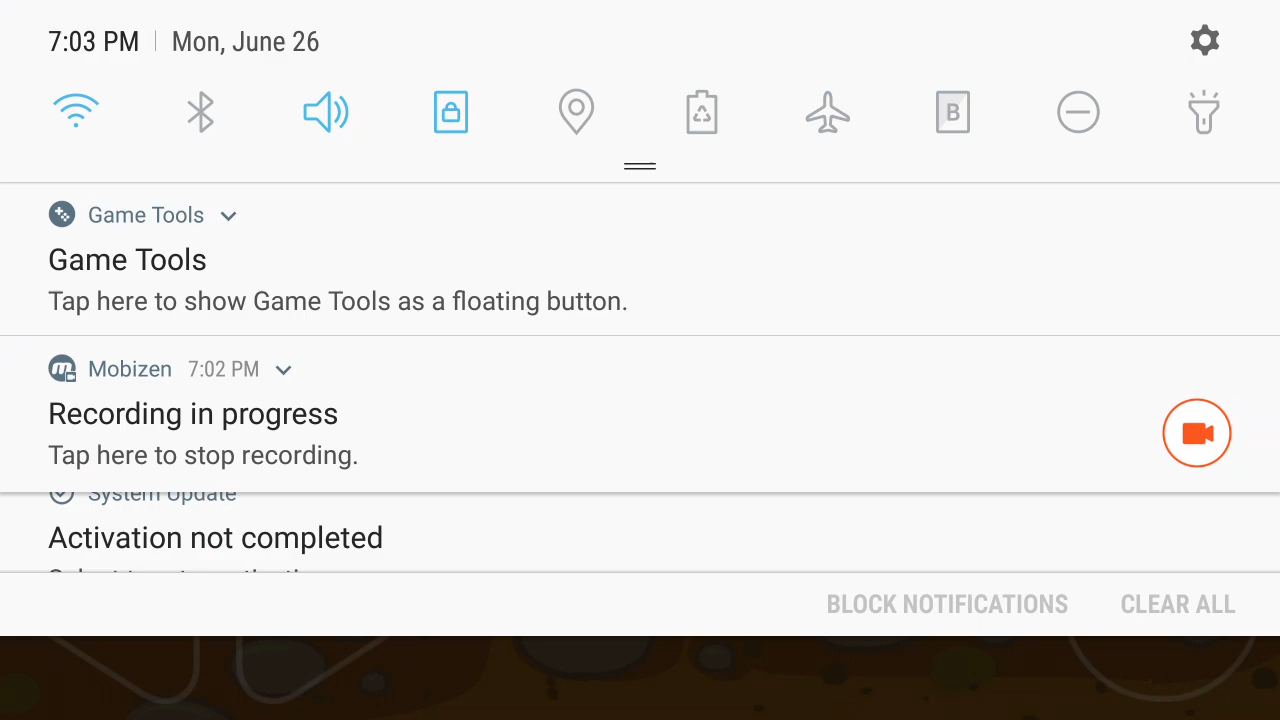 7:03 PM Mon, June 26
B
Game Tools
Game Tools
Tap here to show Game Tools as a floating button.
Mobizen 7:02 PM
Recording in progress
Tap here to stop recording.
System Update
Activation not completed
BLOCK NOTIFICATIONS CLEAR ALL